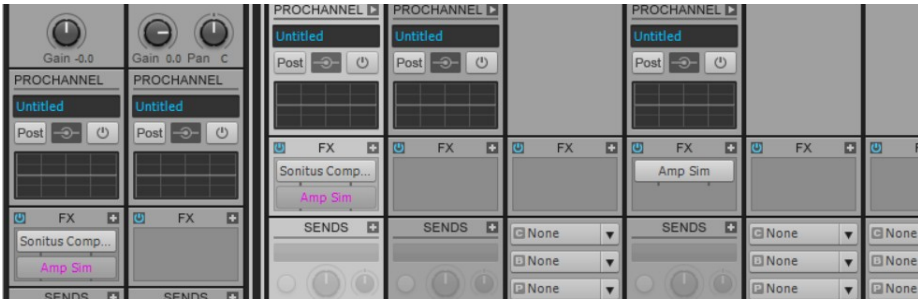 Gain -0.0
Gain 0.0 Pan C
PROCHANNEL
PROCHANNEL
Untitled
Untitled
Post
Post
FX
FX
Sonitus Comp...
Amp Sim
SENDS
SENDS
PROCHANNEL
PROCHANNEL
PROCHANNEL
Untitled
Untitled
Untitled
Post
Post
Post
FX
FX
FX
FX
FX
Sonitus Comp...
Amp Sim
Amp Sim
SENDS
SENDS
SENDS
C None
C None
C None
None
None
None
P None
P None
P None